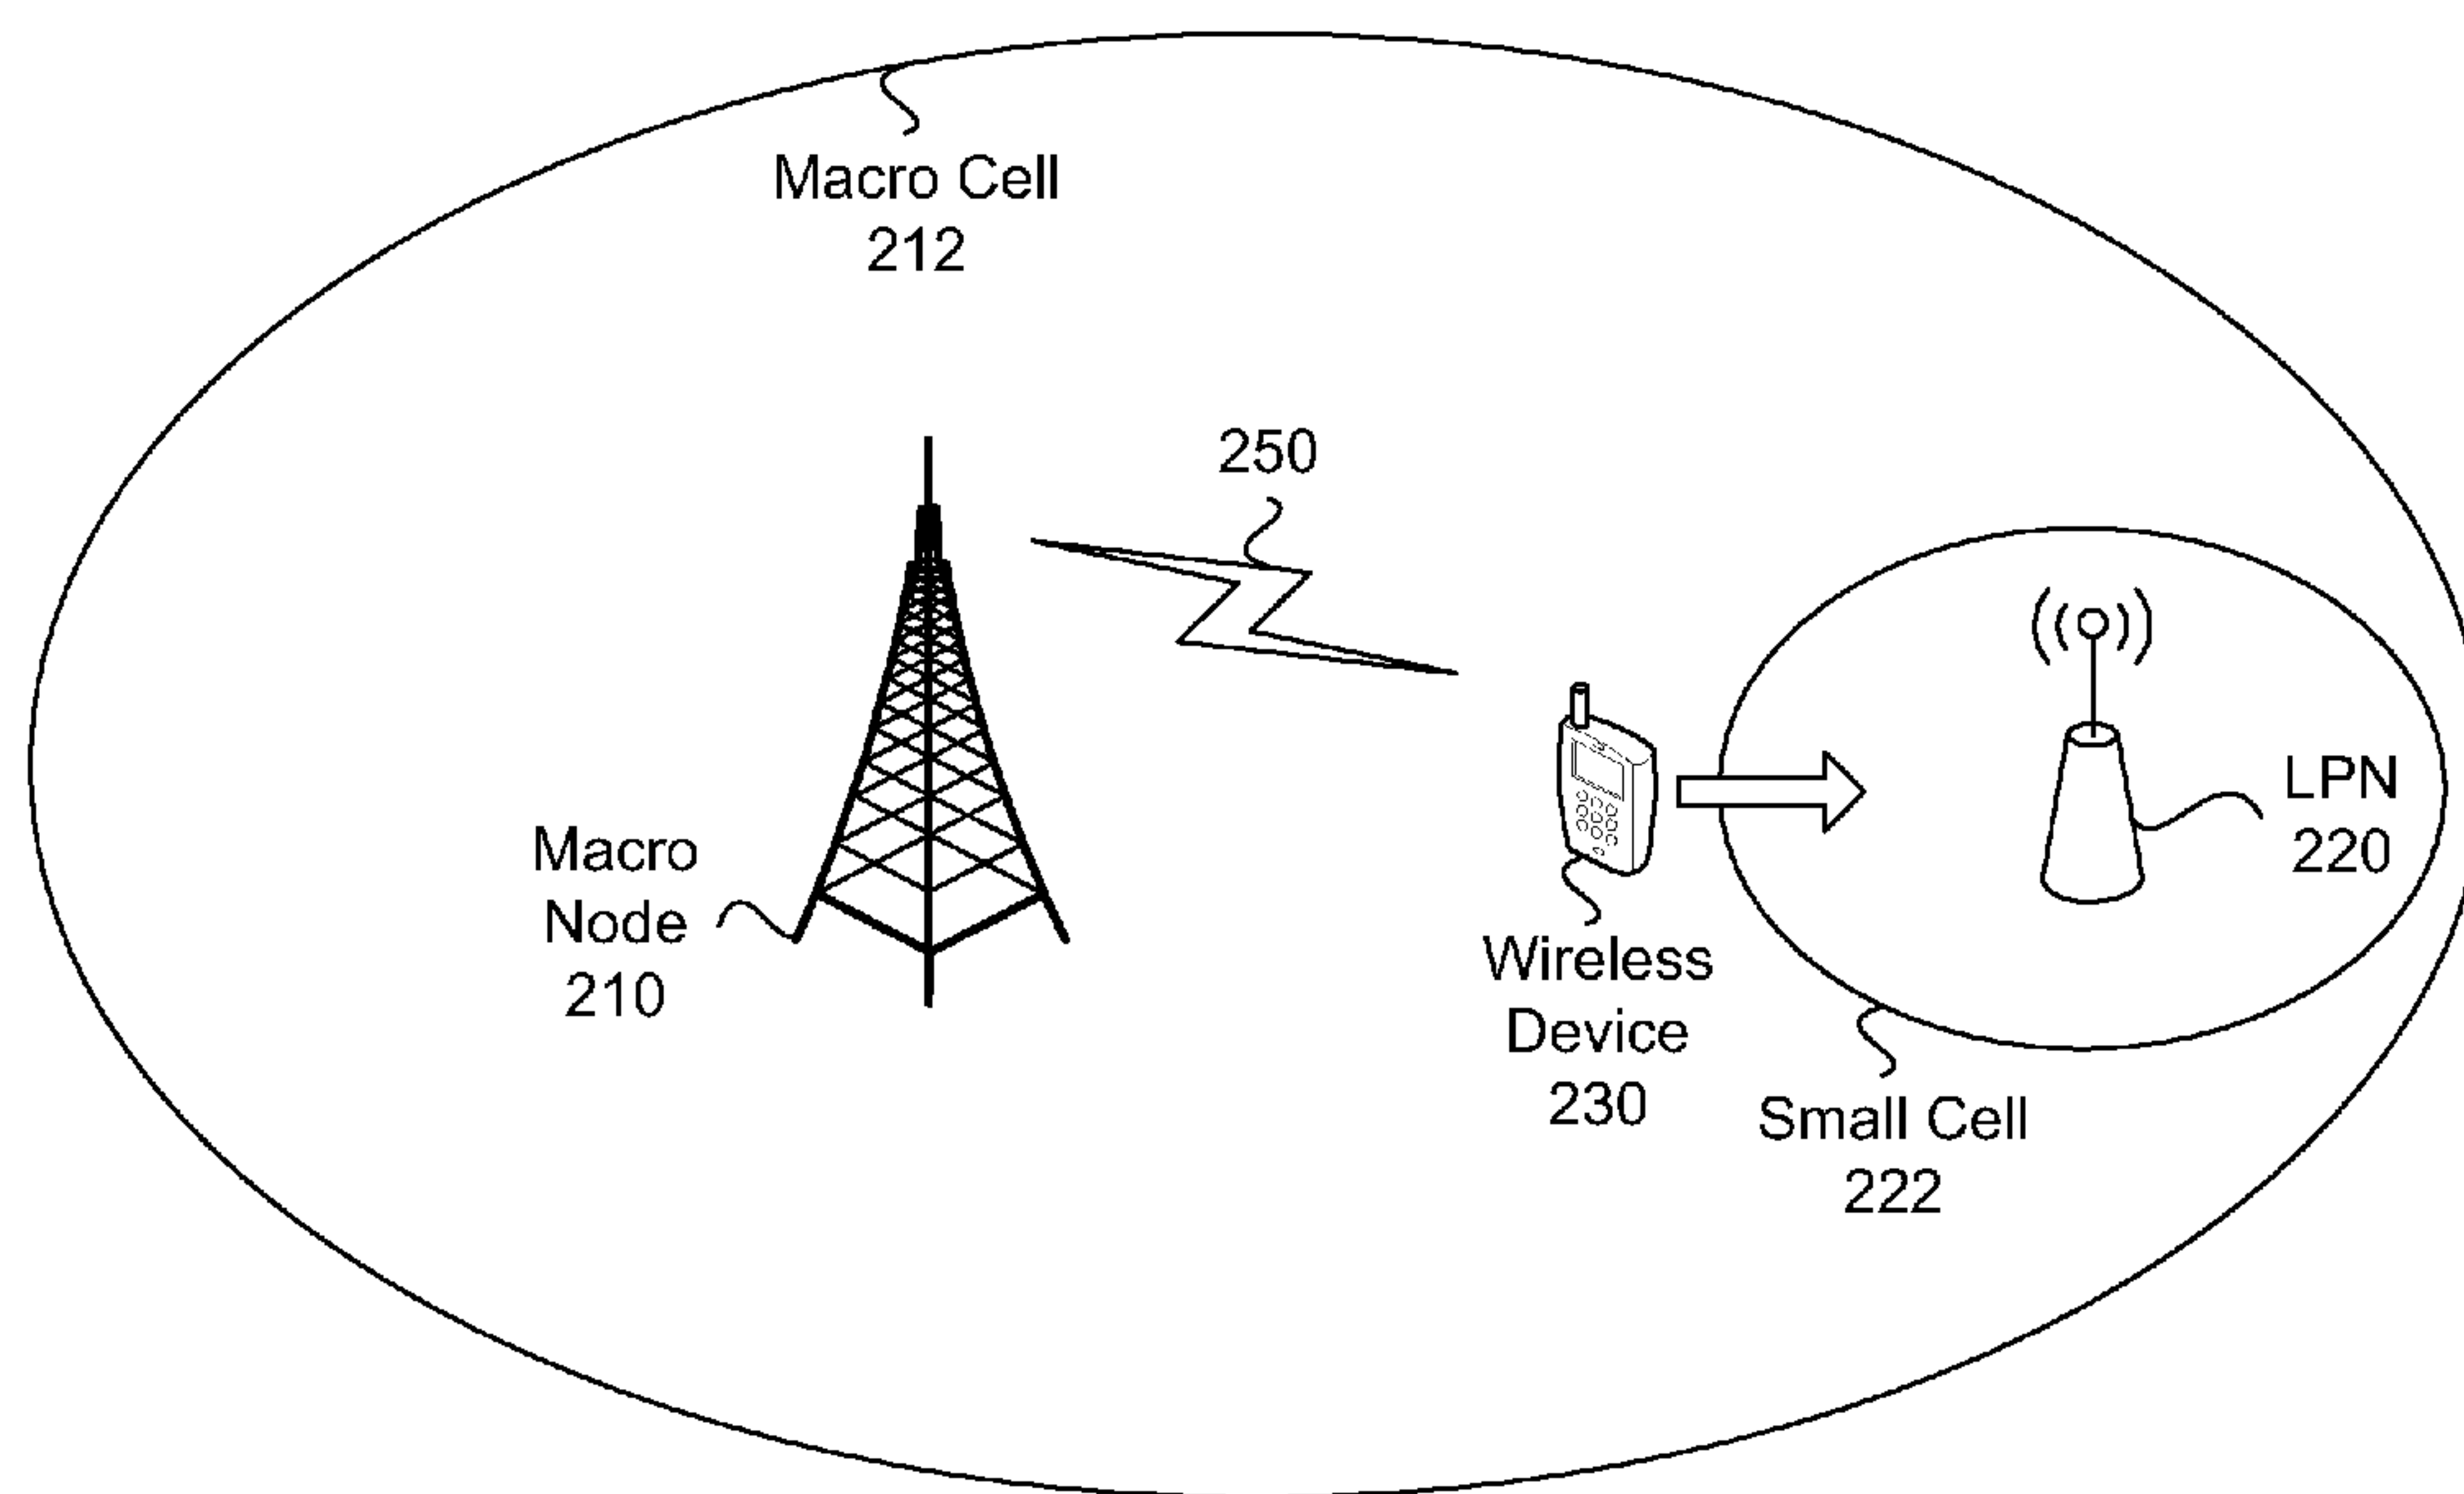 Macro Cell
212
250
Macro
Node
210
Wireless
Device
230
LPN
220
Small Cell
222